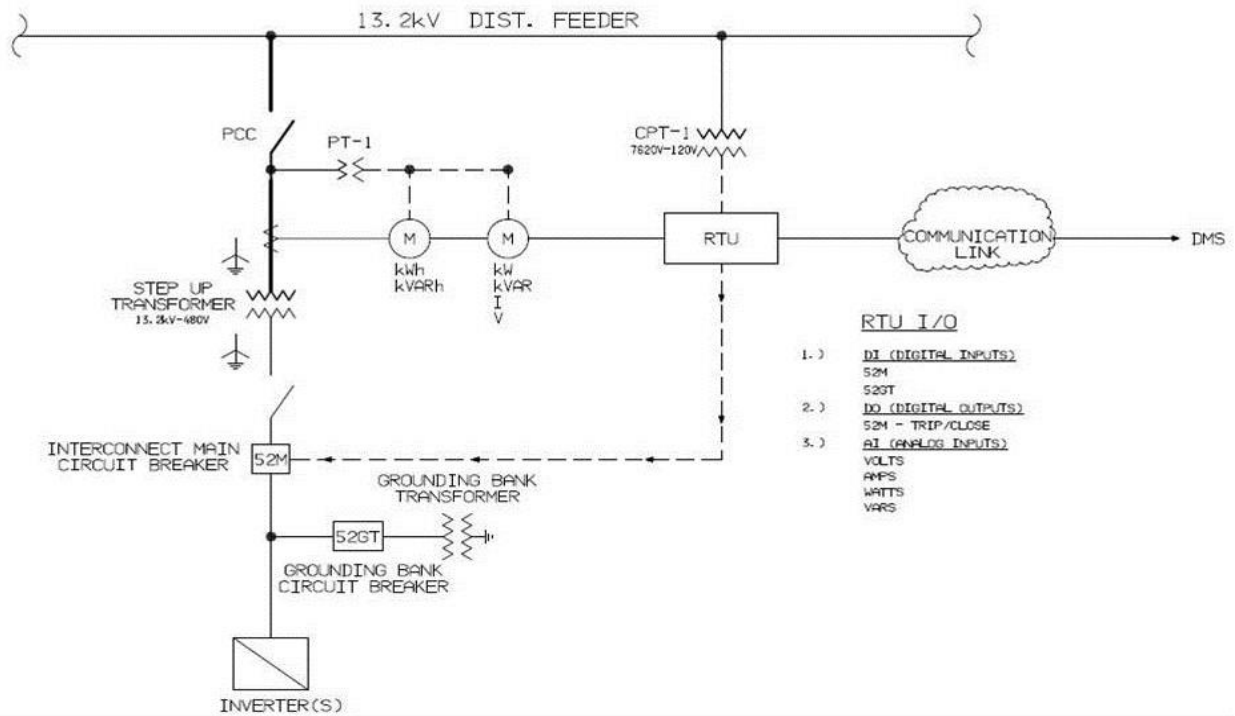 13.2kV DIST. FEEDER
PCC
PT-1
CPT-1
7620V-120V
M
M
RTU
COMMUNICATION
LINK
DMS
kWh
kVARh
kW
kVAR
I
V
STEP UP
TRANSFORMER
13.2kV-480V
RTU I/O
1.) DI (DIGITAL INPUTS)
52M
52GT
2.) DO (DIGITAL OUTPUTS)
52M - TRIP/CLOSE
3.) AI (ANALOG INPUTS)
VOLTS
AMPS
WATTS
VARS
INTERCONNECT MAIN
CIRCUIT BREAKER
52M
GROUNDING BANK
TRANSFORMER
52GT
GROUNDING BANK
CIRCUIT BREAKER
INVERTER(S)